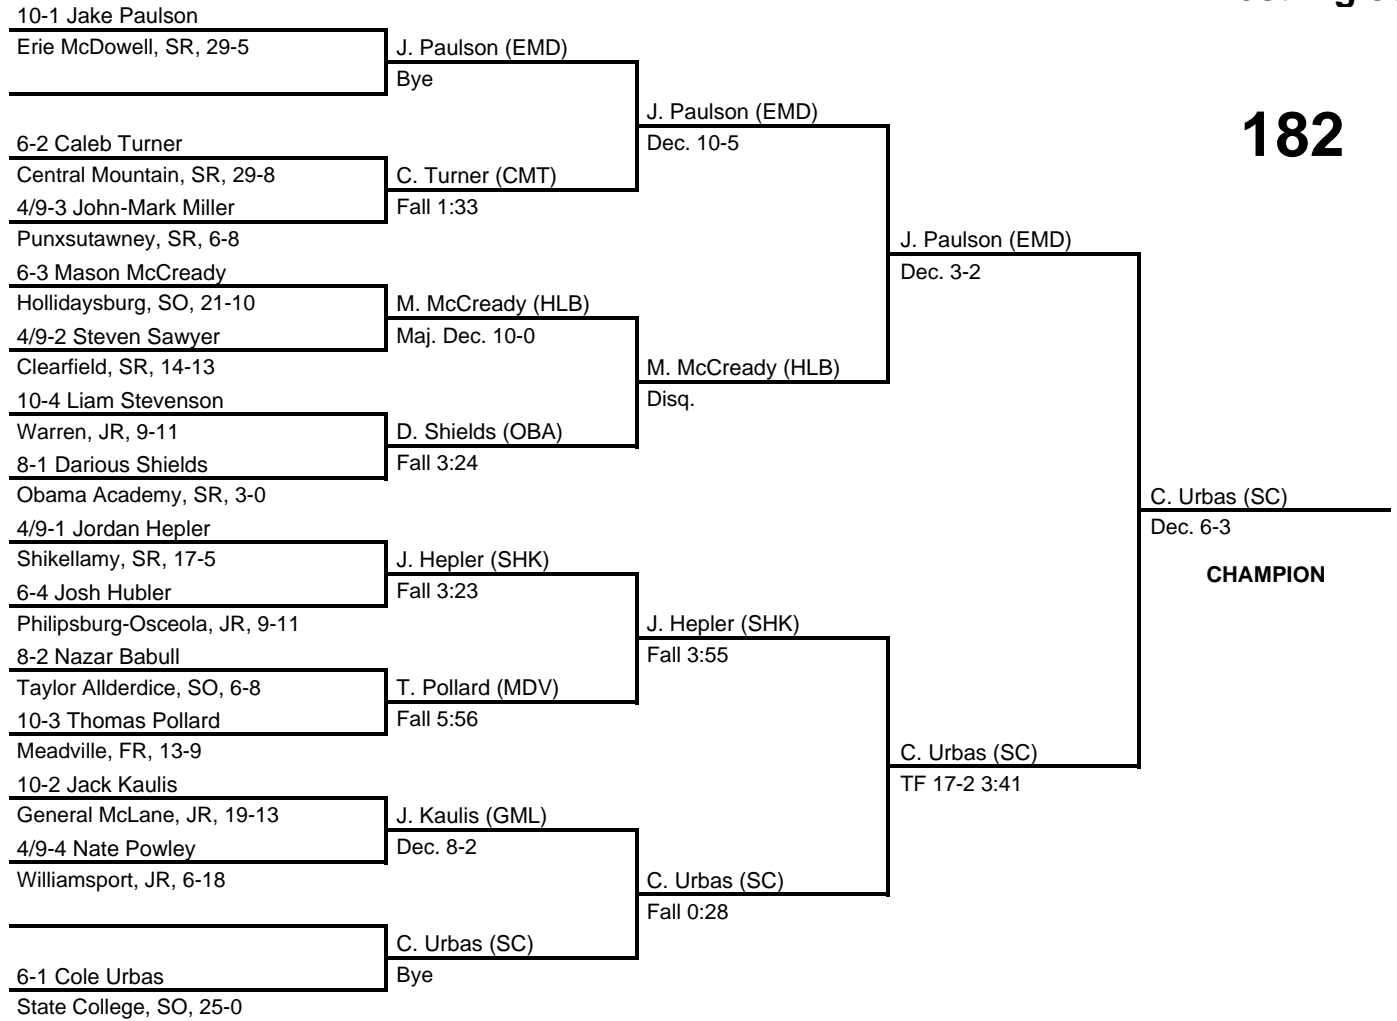 10-1 Jake Paulson
Erie McDowell, SR, 29-5
J. Paulson (EMD)
Bye
J. Paulson (EMD)
Dec. 10-5
182
6-2 Caleb Turner
Central Mountain, SR, 29-8
C. Turner (CMT)
4/9-3 John-Mark Miller
Fall 1:33
Punxsutawney, SR, 6-8
J. Paulson (EMD)
Dec. 3-2
6-3 Mason McCready
Hollidaysburg, SO, 21-10
M. McCready (HLB)
4/9-2 Steven Sawyer
Maj. Dec. 10-0
Clearfield, SR, 14-13
M. McCready (HLB)
Disq.
10-4 Liam Stevenson
Warren, JR, 9-11
D. Shields (OBA)
8-1 Darious Shields
Fall 3:24
Obama Academy, SR, 3-0
C. Urbas (SC)
Dec. 6-3
CHAMPION
4/9-1 Jordan Hepler
Shikellamy, SR, 17-5
J. Hepler (SHK)
6-4 Josh Hubler
Fall 3:23
Philipsburg-Osceola, JR, 9-11
J. Hepler (SHK)
Fall 3:55
8-2 Nazar Babull
Taylor Allderdice, SO, 6-8
T. Pollard (MDV)
10-3 Thomas Pollard
Fall 5:56
Meadville, FR, 13-9
C. Urbas (SC)
TF 17-2 3:41
10-2 Jack Kaulis
General McLane, JR, 19-13
J. Kaulis (GML)
4/9-4 Nate Powley
Dec. 8-2
Williamsport, JR, 6-18
C. Urbas (SC)
Fall 0:28
C. Urbas (SC)
6-1 Cole Urbas
Bye
State College, SO, 25-0